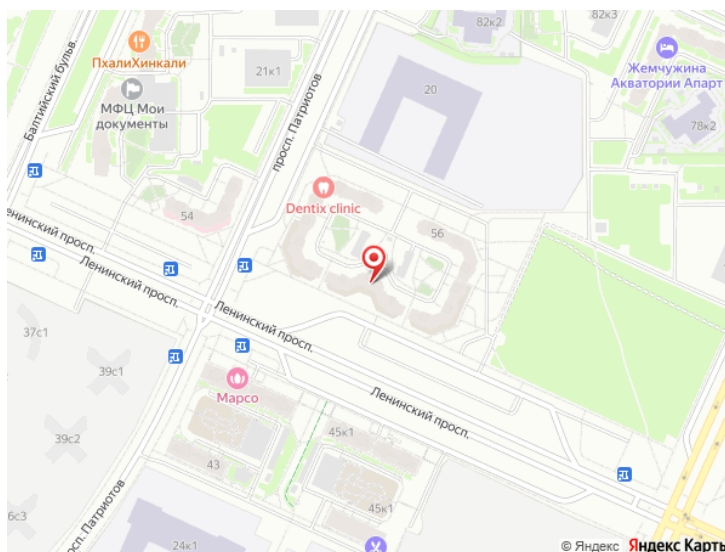 82к2
82к3
ПхалиХинкали
21к1
Жемчужина
Акватории Апарт
МФЦ Мои
документы
20
78к2
Балтийский бульв.
просп. Патриотов
Dentix clinic
54
56
Ленинский просп.
Ленинский просп.
Ленинский просп.
37с1
39с1
Марсо
Ленинский просп.
39с2
45к1
43
45к1
просп. Патриотов
24к1
© Яндекс Яндекс Карты